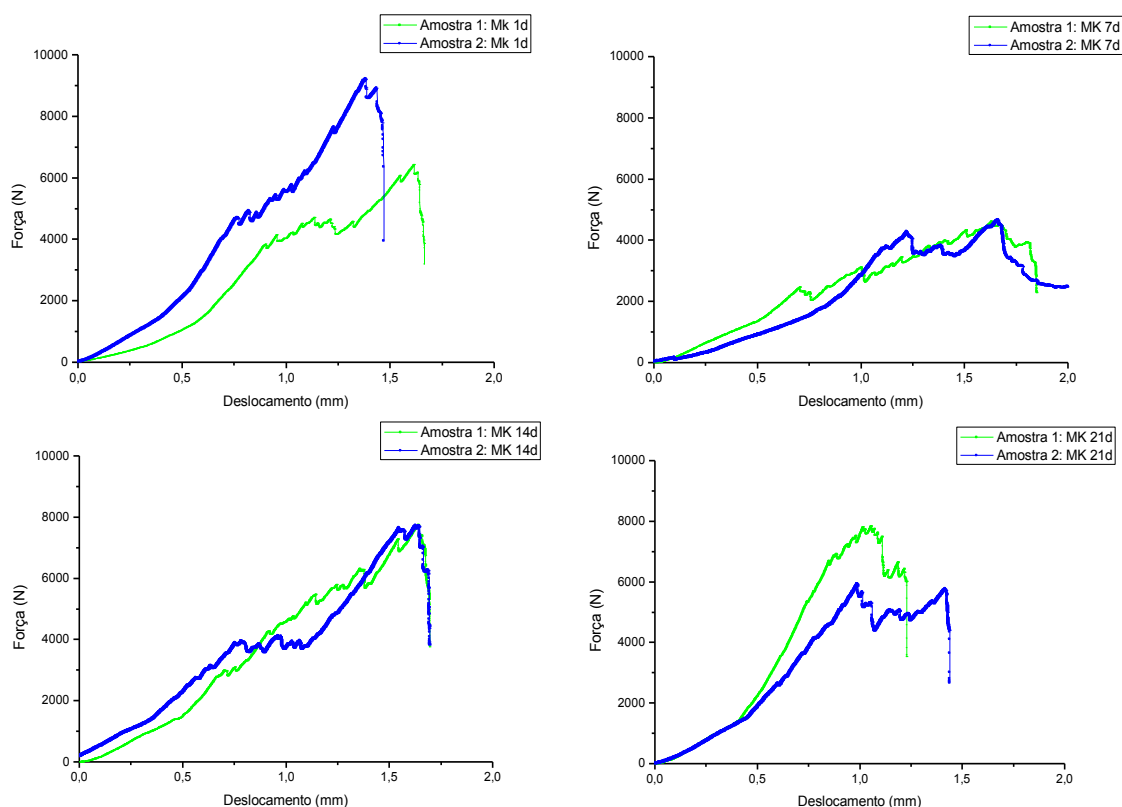 Amostra 1: Mk 1d
Amostra 2: Mk 1d
10000
8000
6000
4000
2000
0
Força (N)
0,0
0,5
1,0
1,5
2,0
Deslocamento (mm)
Amostra 1: MK 7d
Amostra 2: MK 7d
10000
8000
6000
4000
2000
0
Força (N)
0,0
0,5
1,0
1,5
2,0
Deslocamento (mm)
Amostra 1: MK 14d
Amostra 2: MK 14d
10000
8000
6000
4000
2000
0
Força (N)
0,0
0,5
1,0
1,5
2,0
Deslocamento (mm)
Amostra 1: MK 21d
Amostra 2: MK 21d
10000
8000
6000
4000
2000
0
Força (N)
0,0
0,5
1,0
1,5
2,0
Deslocamento (mm)